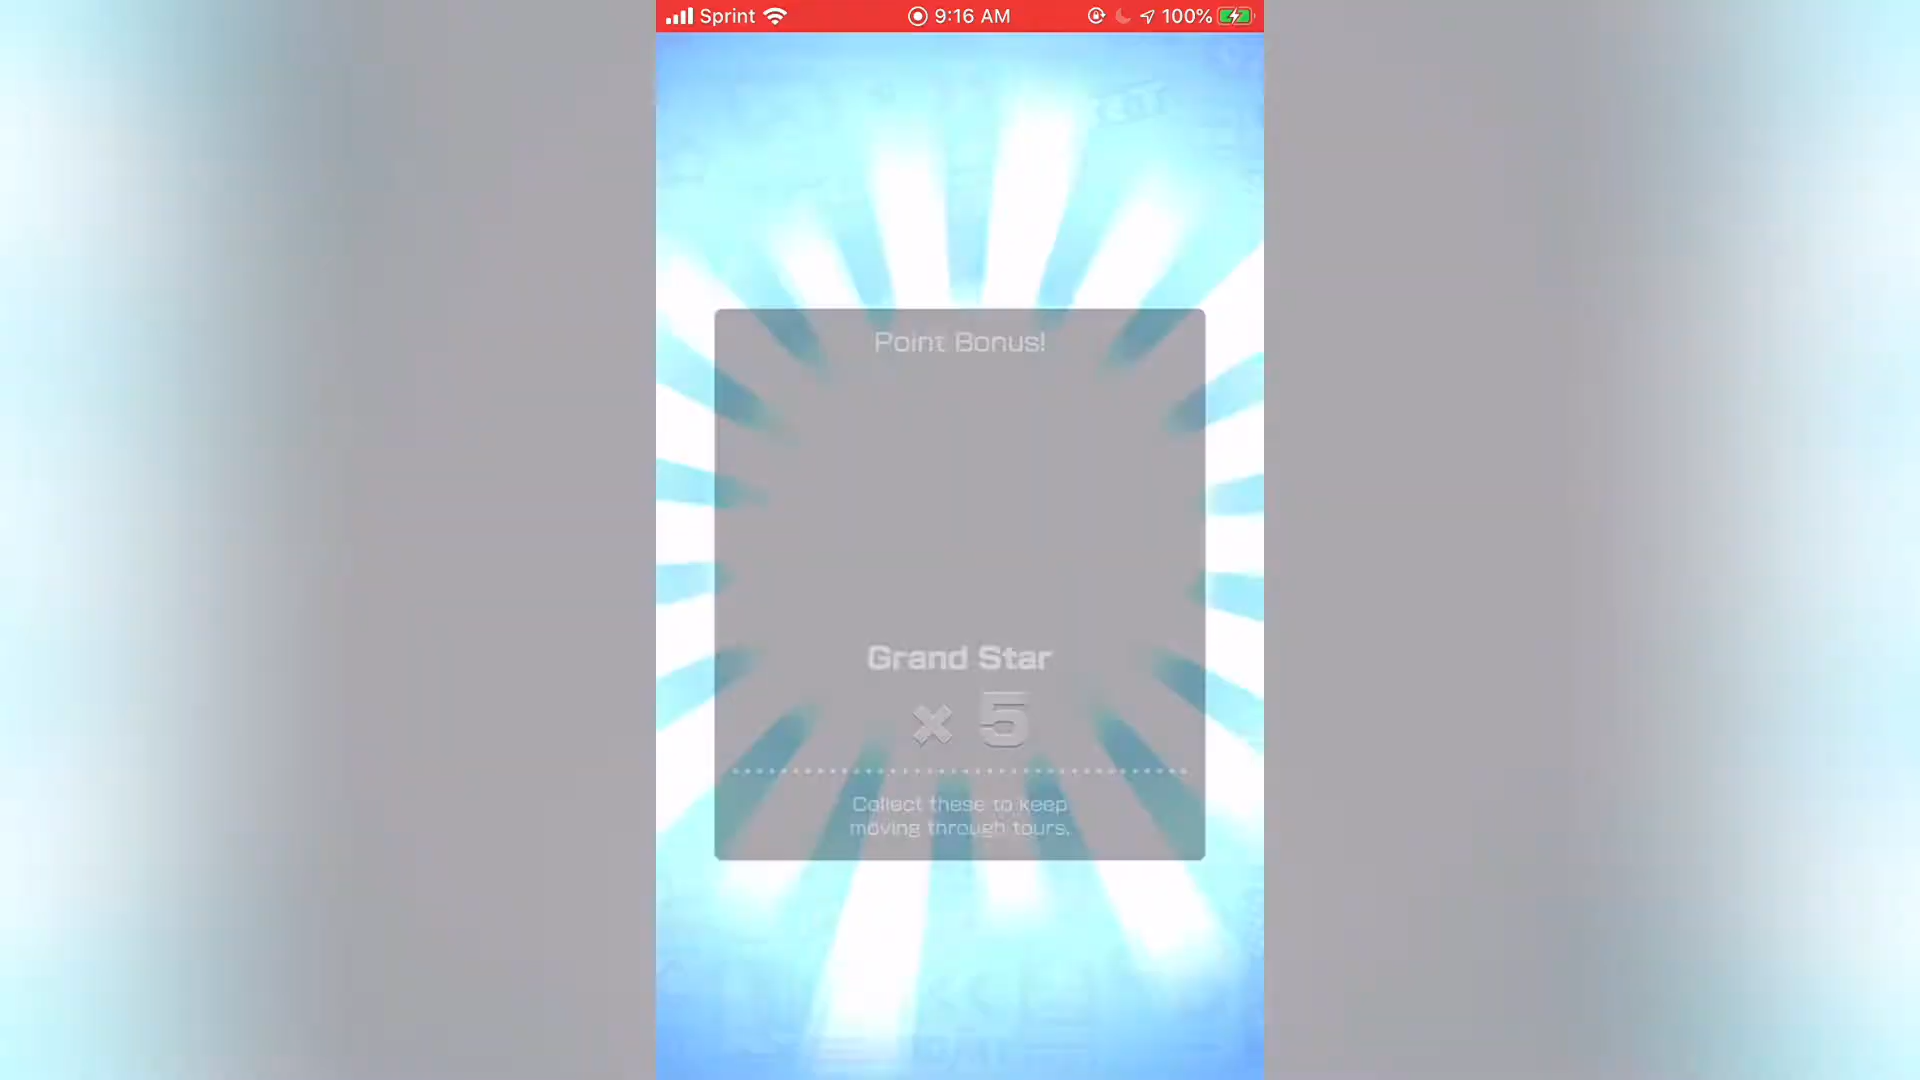 Sprint 9:16 AM 100%
Point Bonus!
Grand Star
× 5
Collect these to keep
moving through tours.